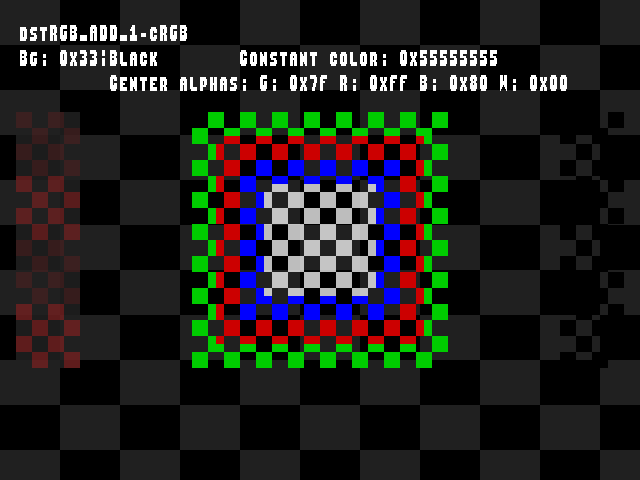 dstRGB_ADD_1-cRGB
Bg: 0x33¦Black Constant color: 0x55555555
Center alphas: G: 0x7f R: 0xff B: 0x80 W: 0x00